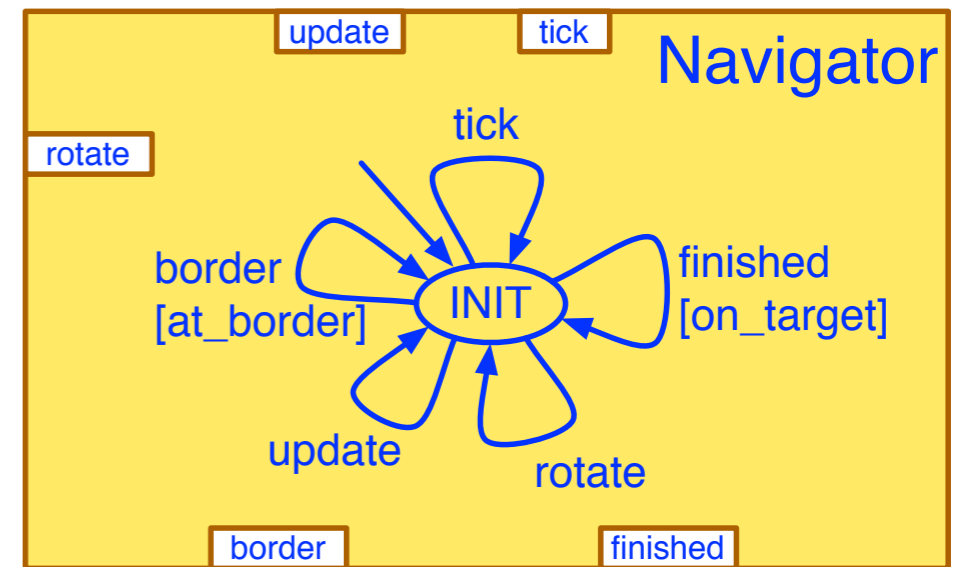 update
tick
Navigator
tick
rotate
border
[at_border]
INIT
finished
[on_target]
update
rotate
border
finished